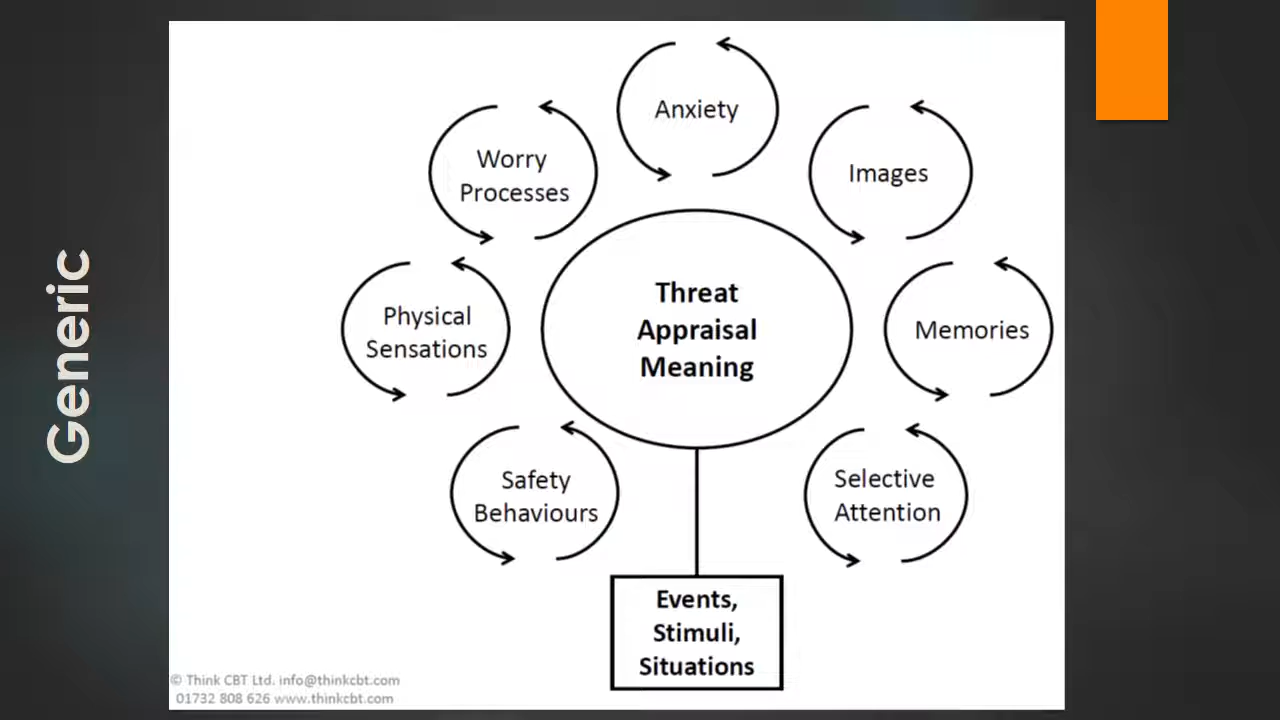 Generic
Anxiety
Worry
Processes
Images
Threat
Appraisal
Meaning
Physical
Sensations
Memories
Safety
Behaviours
Selective
Attention
Events,
Stimuli,
Situations
© Think CBT Ltd. info@thinkcbt.com
01732 808 626 www.thinkcbt.com